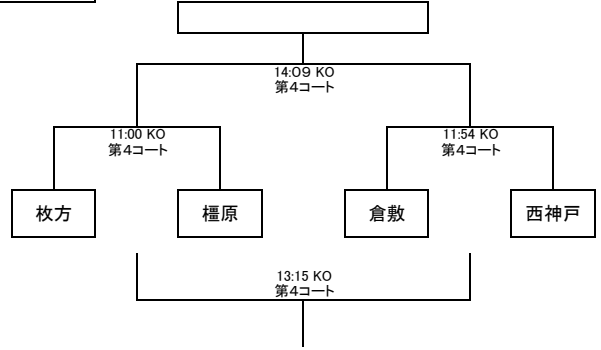 14:09 KO
第4コート
11:00 KO
第4コート
11:54 KO
第4コート
枚方
橿原
倉敷
西神戸
13:15 KO
第4コート